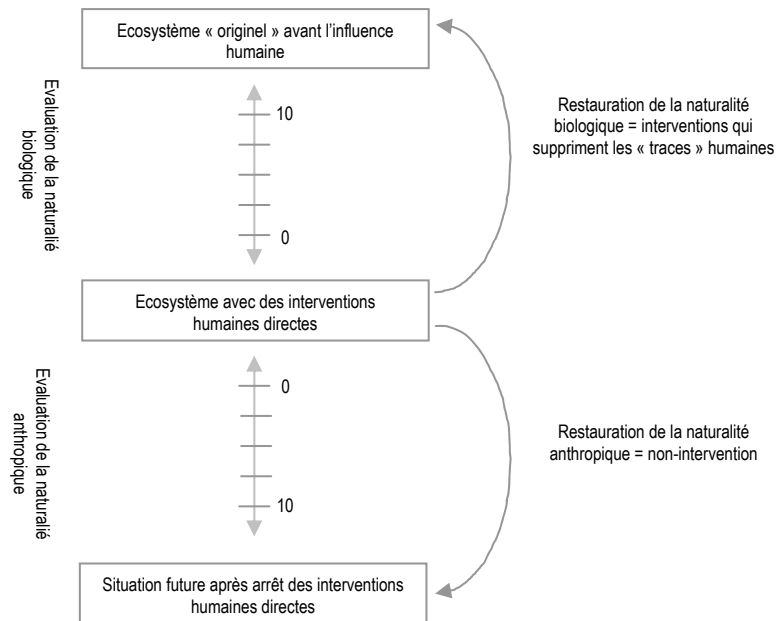 Ecosystème « originel » avant l'influence
humaine
Evaluation de la naturalié
biologique
10
0
Restauration de la naturalité
biologique = interventions qui
suppriment les « traces » humaines
Ecosystème avec des interventions
humaines directes
Evaluation de la naturalié
anthropique
0
10
Restauration de la naturalité
anthropique = non-intervention
Situation future après arrêt des interventions
humaines directes